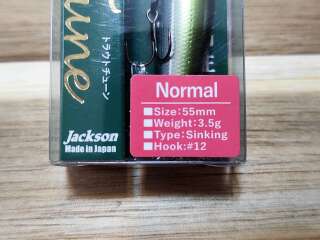 une
トラウトチューン
Normal
■Size:55mm
■Weight:3.5g
■Type:Sinking
■Hook:#12
Jackson
Made in Japan